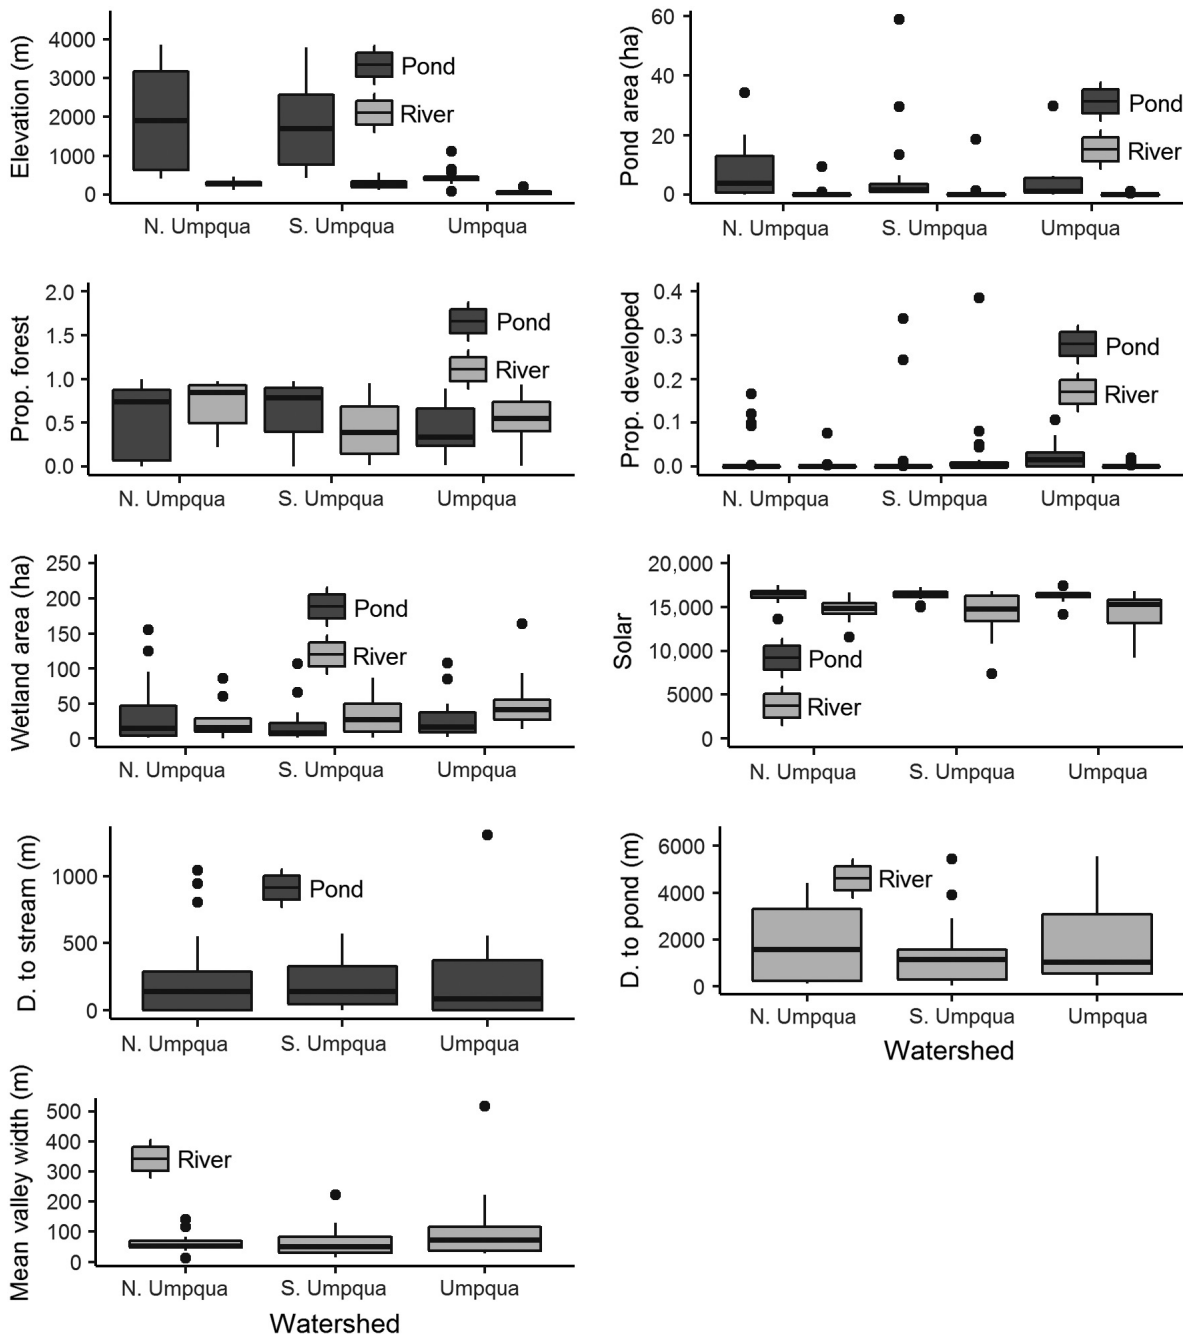 Elevation (m)
4000
3000
2000
1000
0
Pond
River
N. Umpqua
S. Umpqua
Umpqua
Pond area (ha)
60
40
20
0
Pond
River
N. Umpqua
S. Umpqua
Umpqua
Prop. forest
2.0
1.5
1.0
0.5
0.0
Pond
River
N. Umpqua
S. Umpqua
Umpqua
Prop. developed
0.4
0.3
0.2
0.1
0.0
Pond
River
N. Umpqua
S. Umpqua
Umpqua
Wetland area (ha)
250
200
150
100
50
0
Pond
River
N. Umpqua
S. Umpqua
Umpqua
Solar
20,000
15,000
10,000
5000
0
Pond
River
N. Umpqua
S. Umpqua
Umpqua
D. to stream (m)
1000
500
0
Pond
N. Umpqua
S. Umpqua
Umpqua
D. to pond (m)
6000
4000
2000
0
River
N. Umpqua
S. Umpqua
Umpqua
Watershed
Mean valley width (m)
500
400
300
200
100
0
River
N. Umpqua
S. Umpqua
Umpqua
Watershed